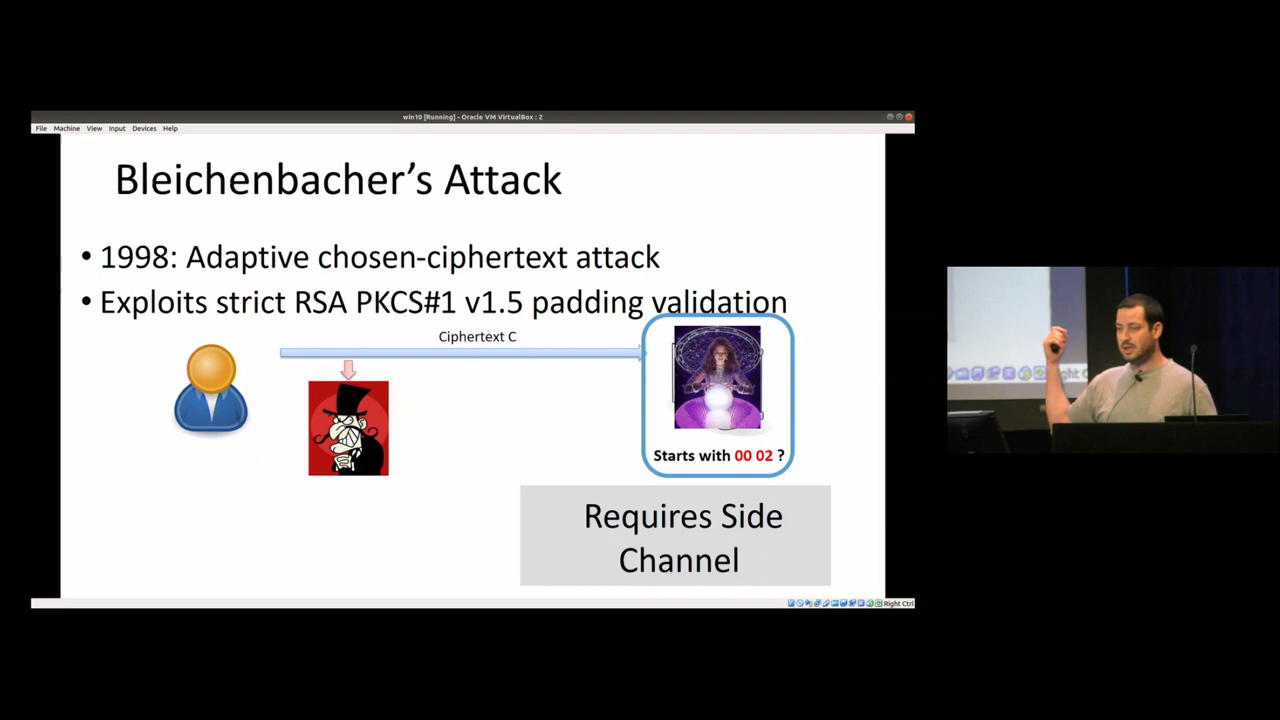 win10 [Running] - Oracle VM VirtualBox : 2
File Machine View Input Devices Help
Bleichenbacher's Attack
• 1998: Adaptive chosen-ciphertext attack
• Exploits strict RSA PKCS#1 v1.5 padding validation
Ciphertext C
Starts with 00 02 ?
Requires Side
Channel
Right Ctrl